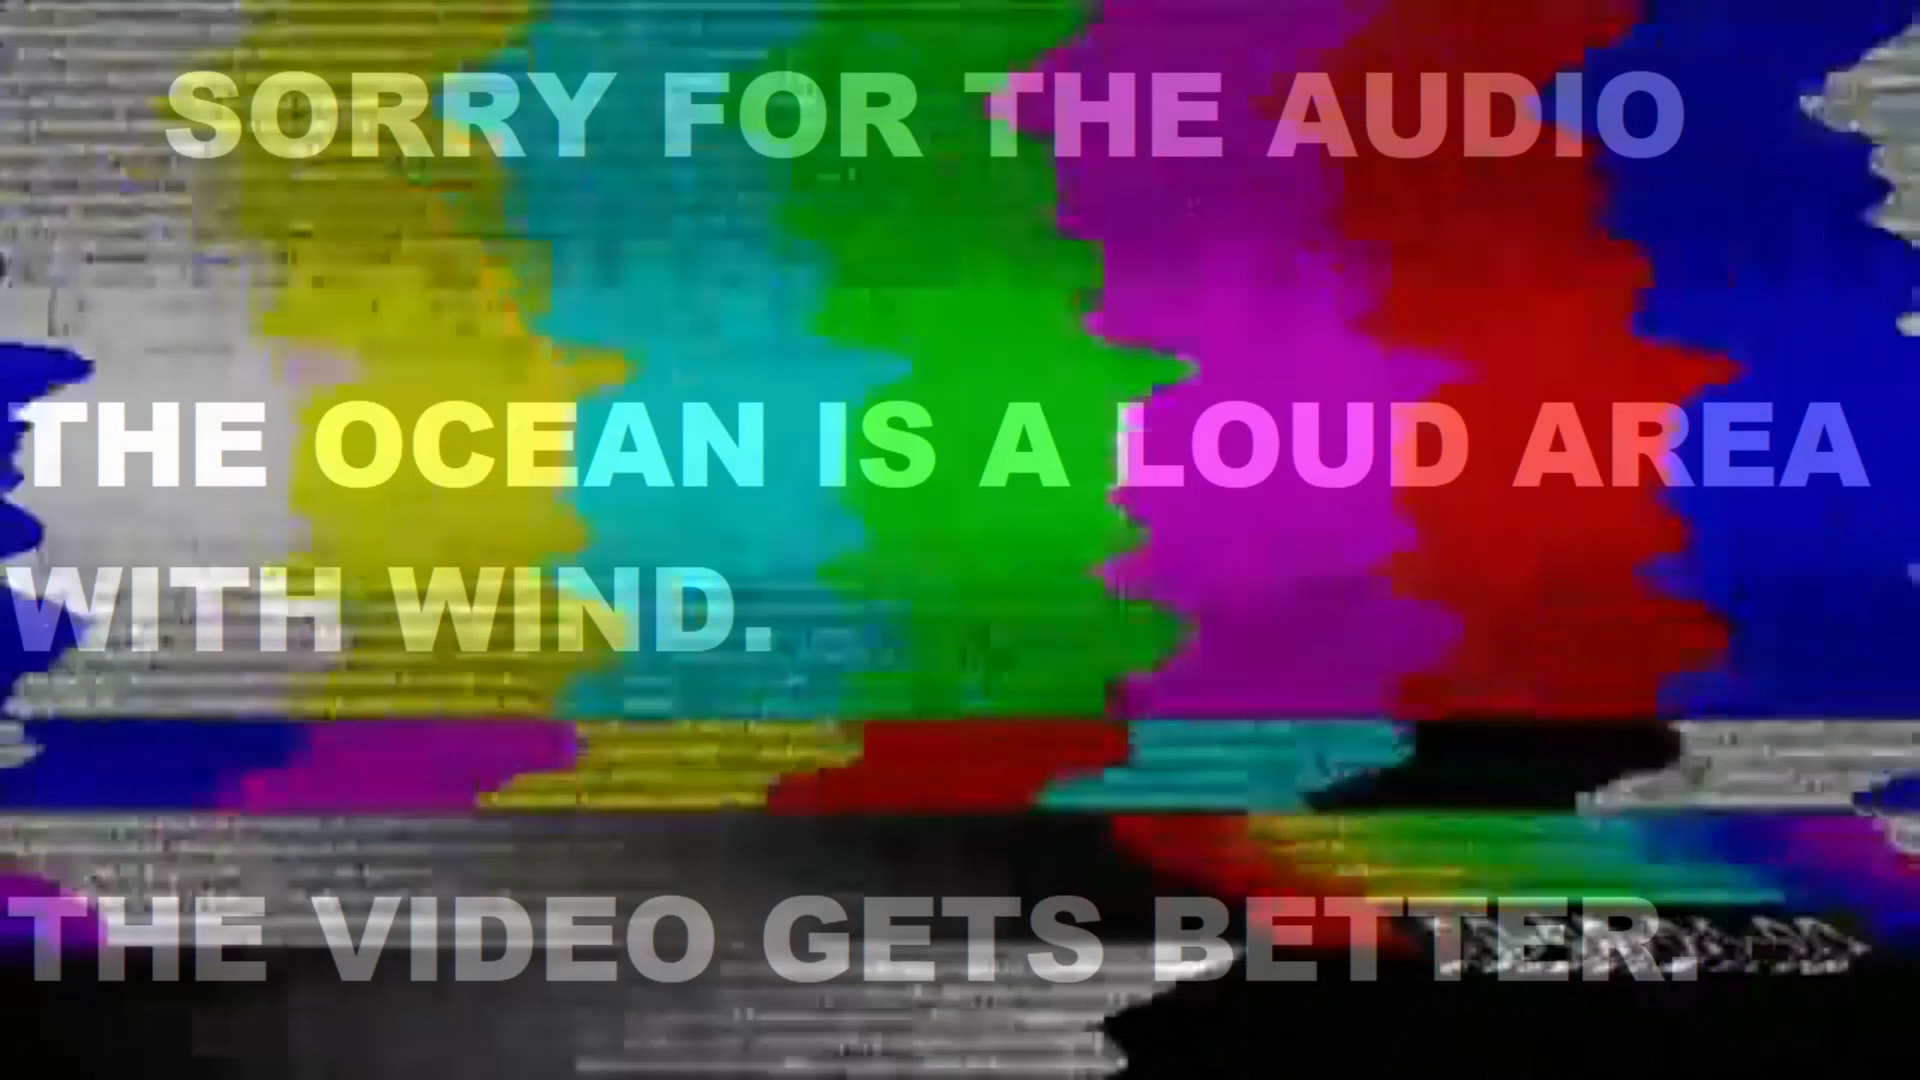 SORRY FOR THE AUDIO
THE OCEAN IS A LOUD AREA
WITH WIND.
THE VIDEO GETS BETTER.